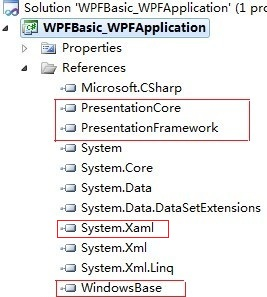 Solution 'WPFBasic_WPFApplication' (1 pro
WPFBasic_WPFApplication
Properties
References
Microsoft.CSharp
PresentationCore
PresentationFramework
System
System.Core
System.Data
System.Data.DataSetExtensions
System.Xaml
System.Xml
System.Xml.Linq
WindowsBase